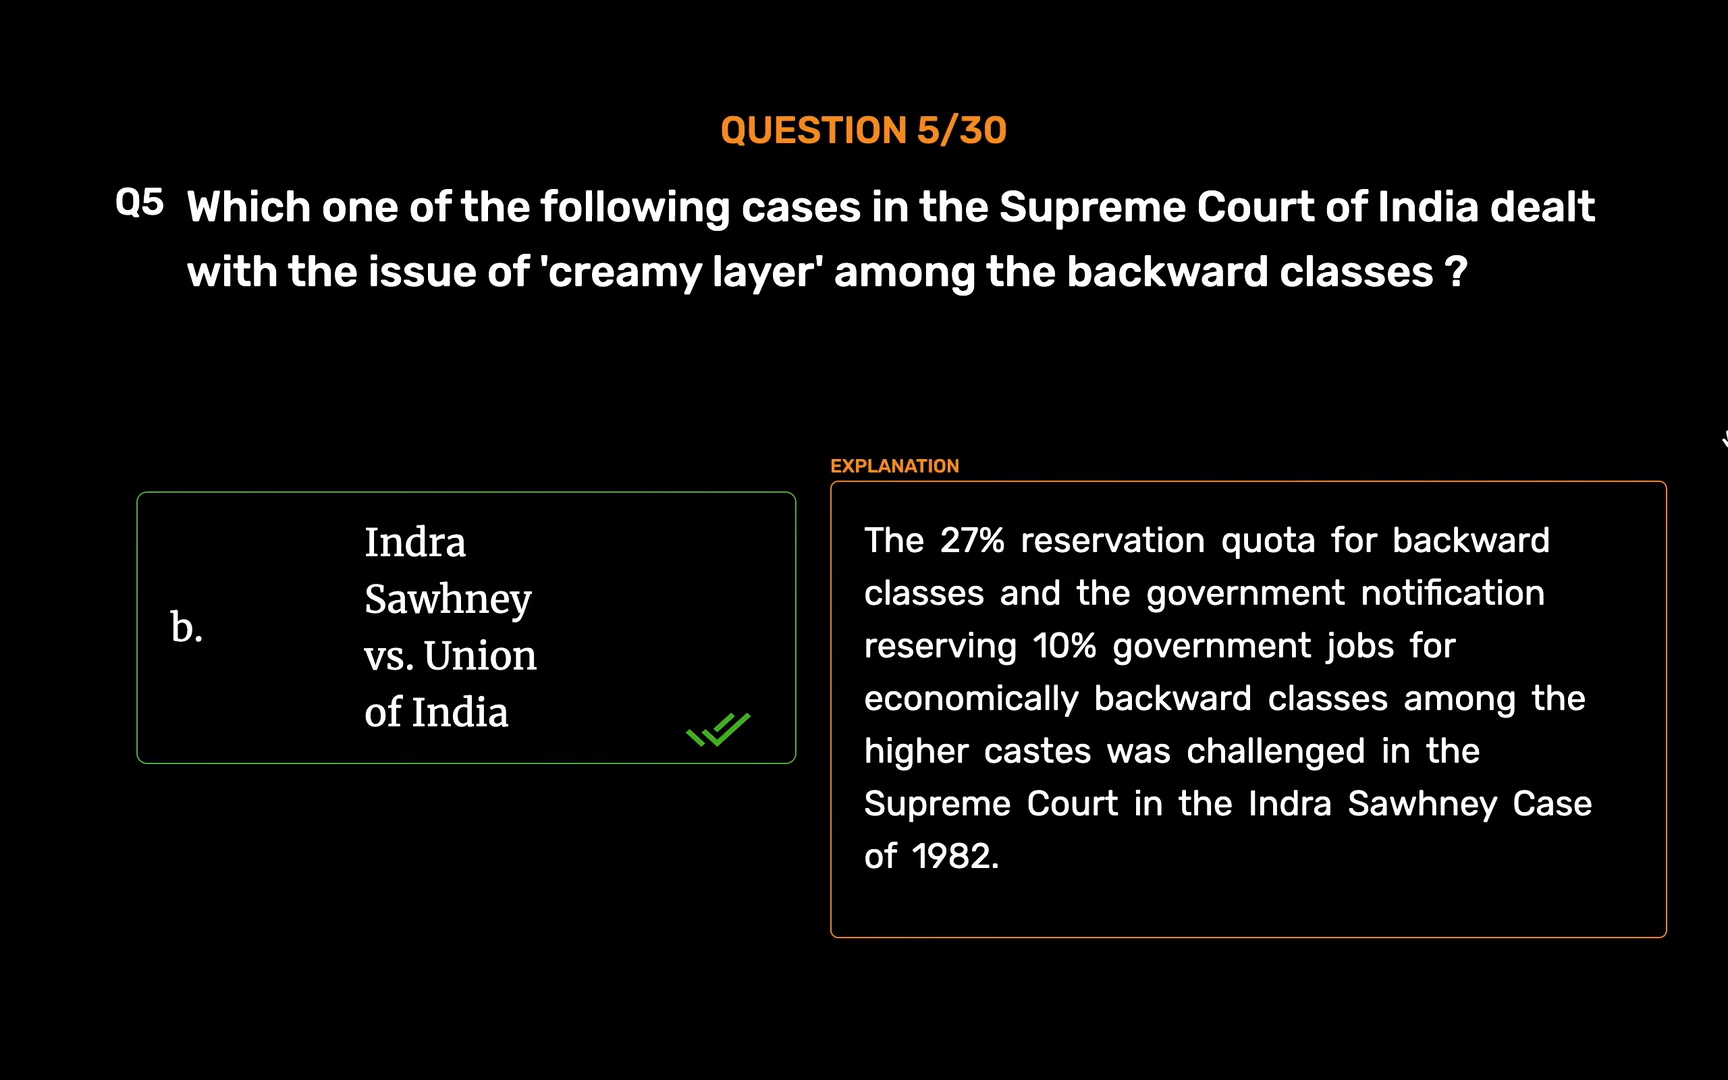 QUESTION 5/30
Q5 Which one of the following cases in the Supreme Court of India dealt
with the issue of 'creamy layer' among the backward classes ?
b.
Indra
Sawhney
vs. Union
of India
EXPLANATION
The 27% reservation quota for backward
classes and the government notification
reserving 10% government jobs for
economically backward classes among the
higher castes was challenged in the
Supreme Court in the Indra Sawhney Case
of 1982.